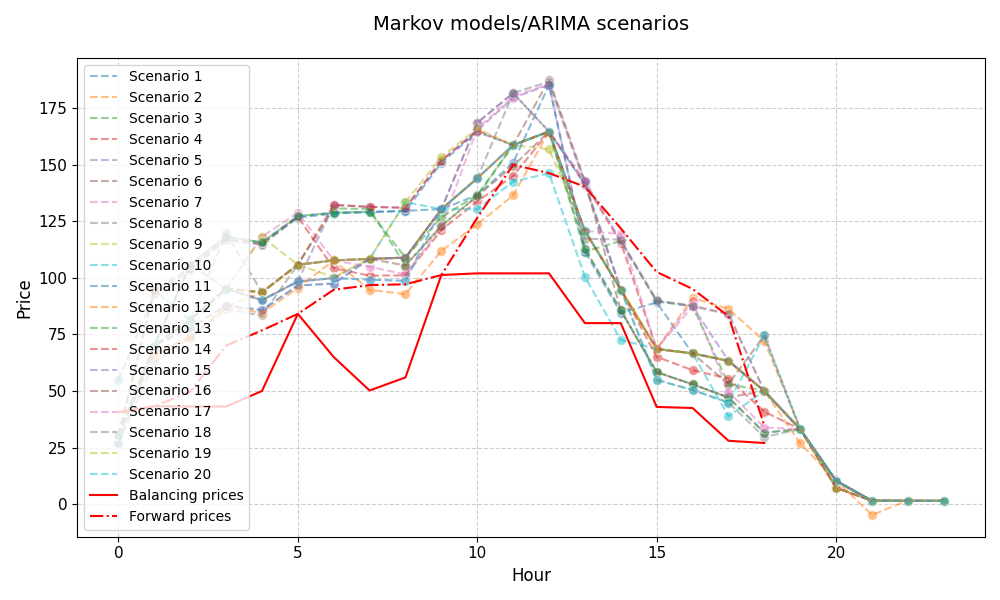 Markov models/ARIMA scenarios
Scenario 1
Scenario 2
Scenario 3
Scenario 4
Scenario 5
Scenario 6
Scenario 7
Scenario 8
Scenario 9
Scenario 10
Scenario 11
Scenario 12
Scenario 13
Scenario 14
Scenario 15
Scenario 16
Scenario 17
Scenario 18
Scenario 19
Scenario 20
Balancing prices
Forward prices
Price
175
150
125
100
75
50
25
0
0 5 10 15 20
Hour